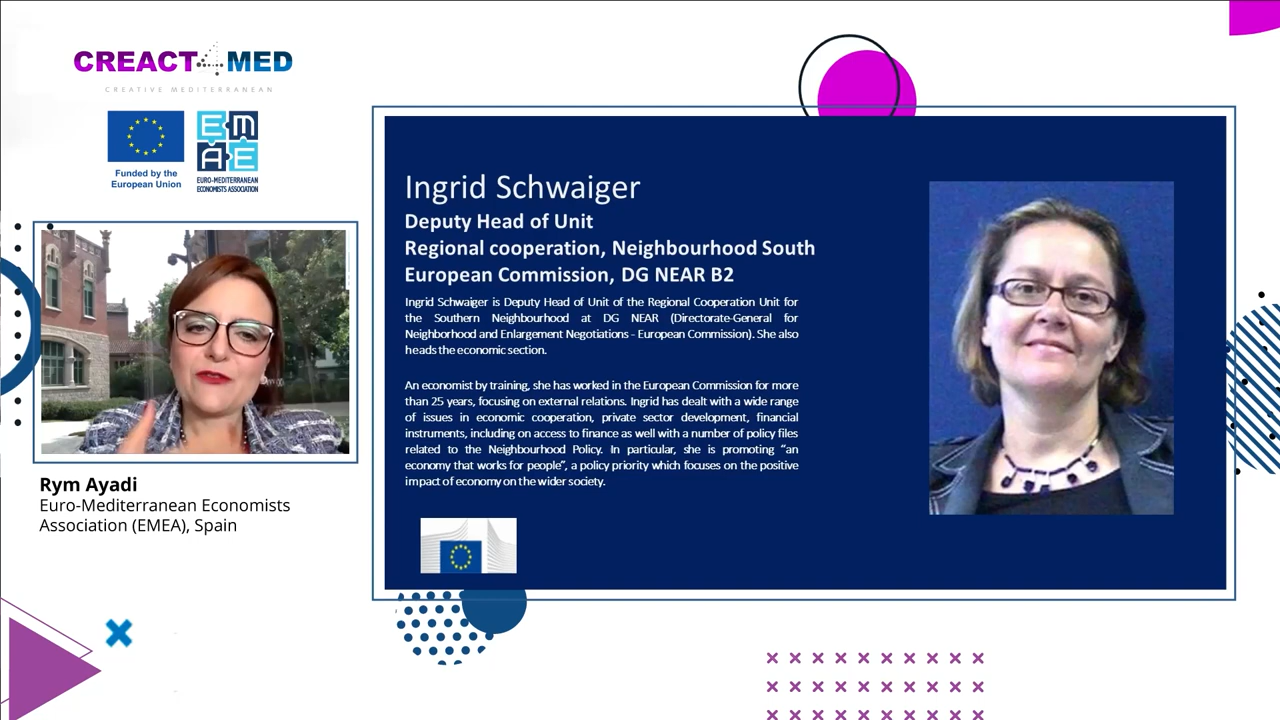 CREACT4MED
CREATIVE MEDITERRANEAN
Funded by the
European Union
EMAE
EURO-MEDITERRANEAN
ECONOMISTS ASSOCIATION
Rym Ayadi
Euro-Mediterranean Economists
Association (EMEA), Spain
Ingrid Schwaiger
Deputy Head of Unit
Regional cooperation, Neighbourhood South
European Commission, DG NEAR B2
Ingrid Schwaiger is Deputy Head of Unit of the Regional Cooperation Unit for
the Southern Neighbourhood at DG NEAR (Directorate-General for
Neighborhood and Enlargement Negotiations - European Commission). She also
heads the economic section.
An economist by training, she has worked in the European Commission for more
than 25 years, focusing on external relations. Ingrid has dealt with a wide range
of issues in economic cooperation, private sector development, financial
instruments, including on access to finance as well with a number of policy files
related to the Neighbourhood Policy. In particular, she is promoting "an
economy that works for people", a policy priority which focuses on the positive
impact of economy on the wider society.